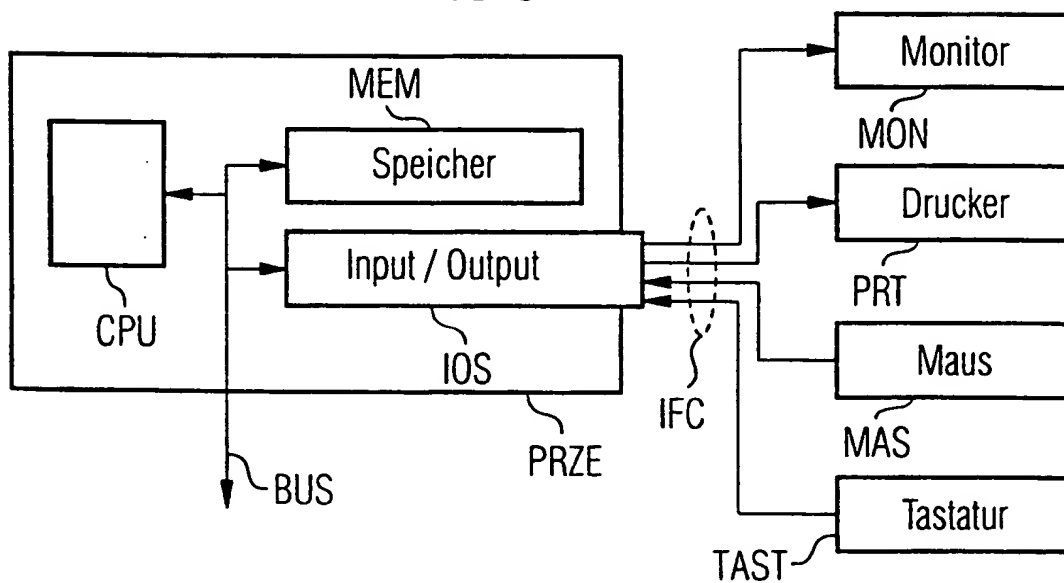 Monitor
MEM
MON
Speicher
Drucker
Input / Output
PRT
CPU
IOS
IFC
Maus
PRZE
MAS
BUS
Tastatur
TAST